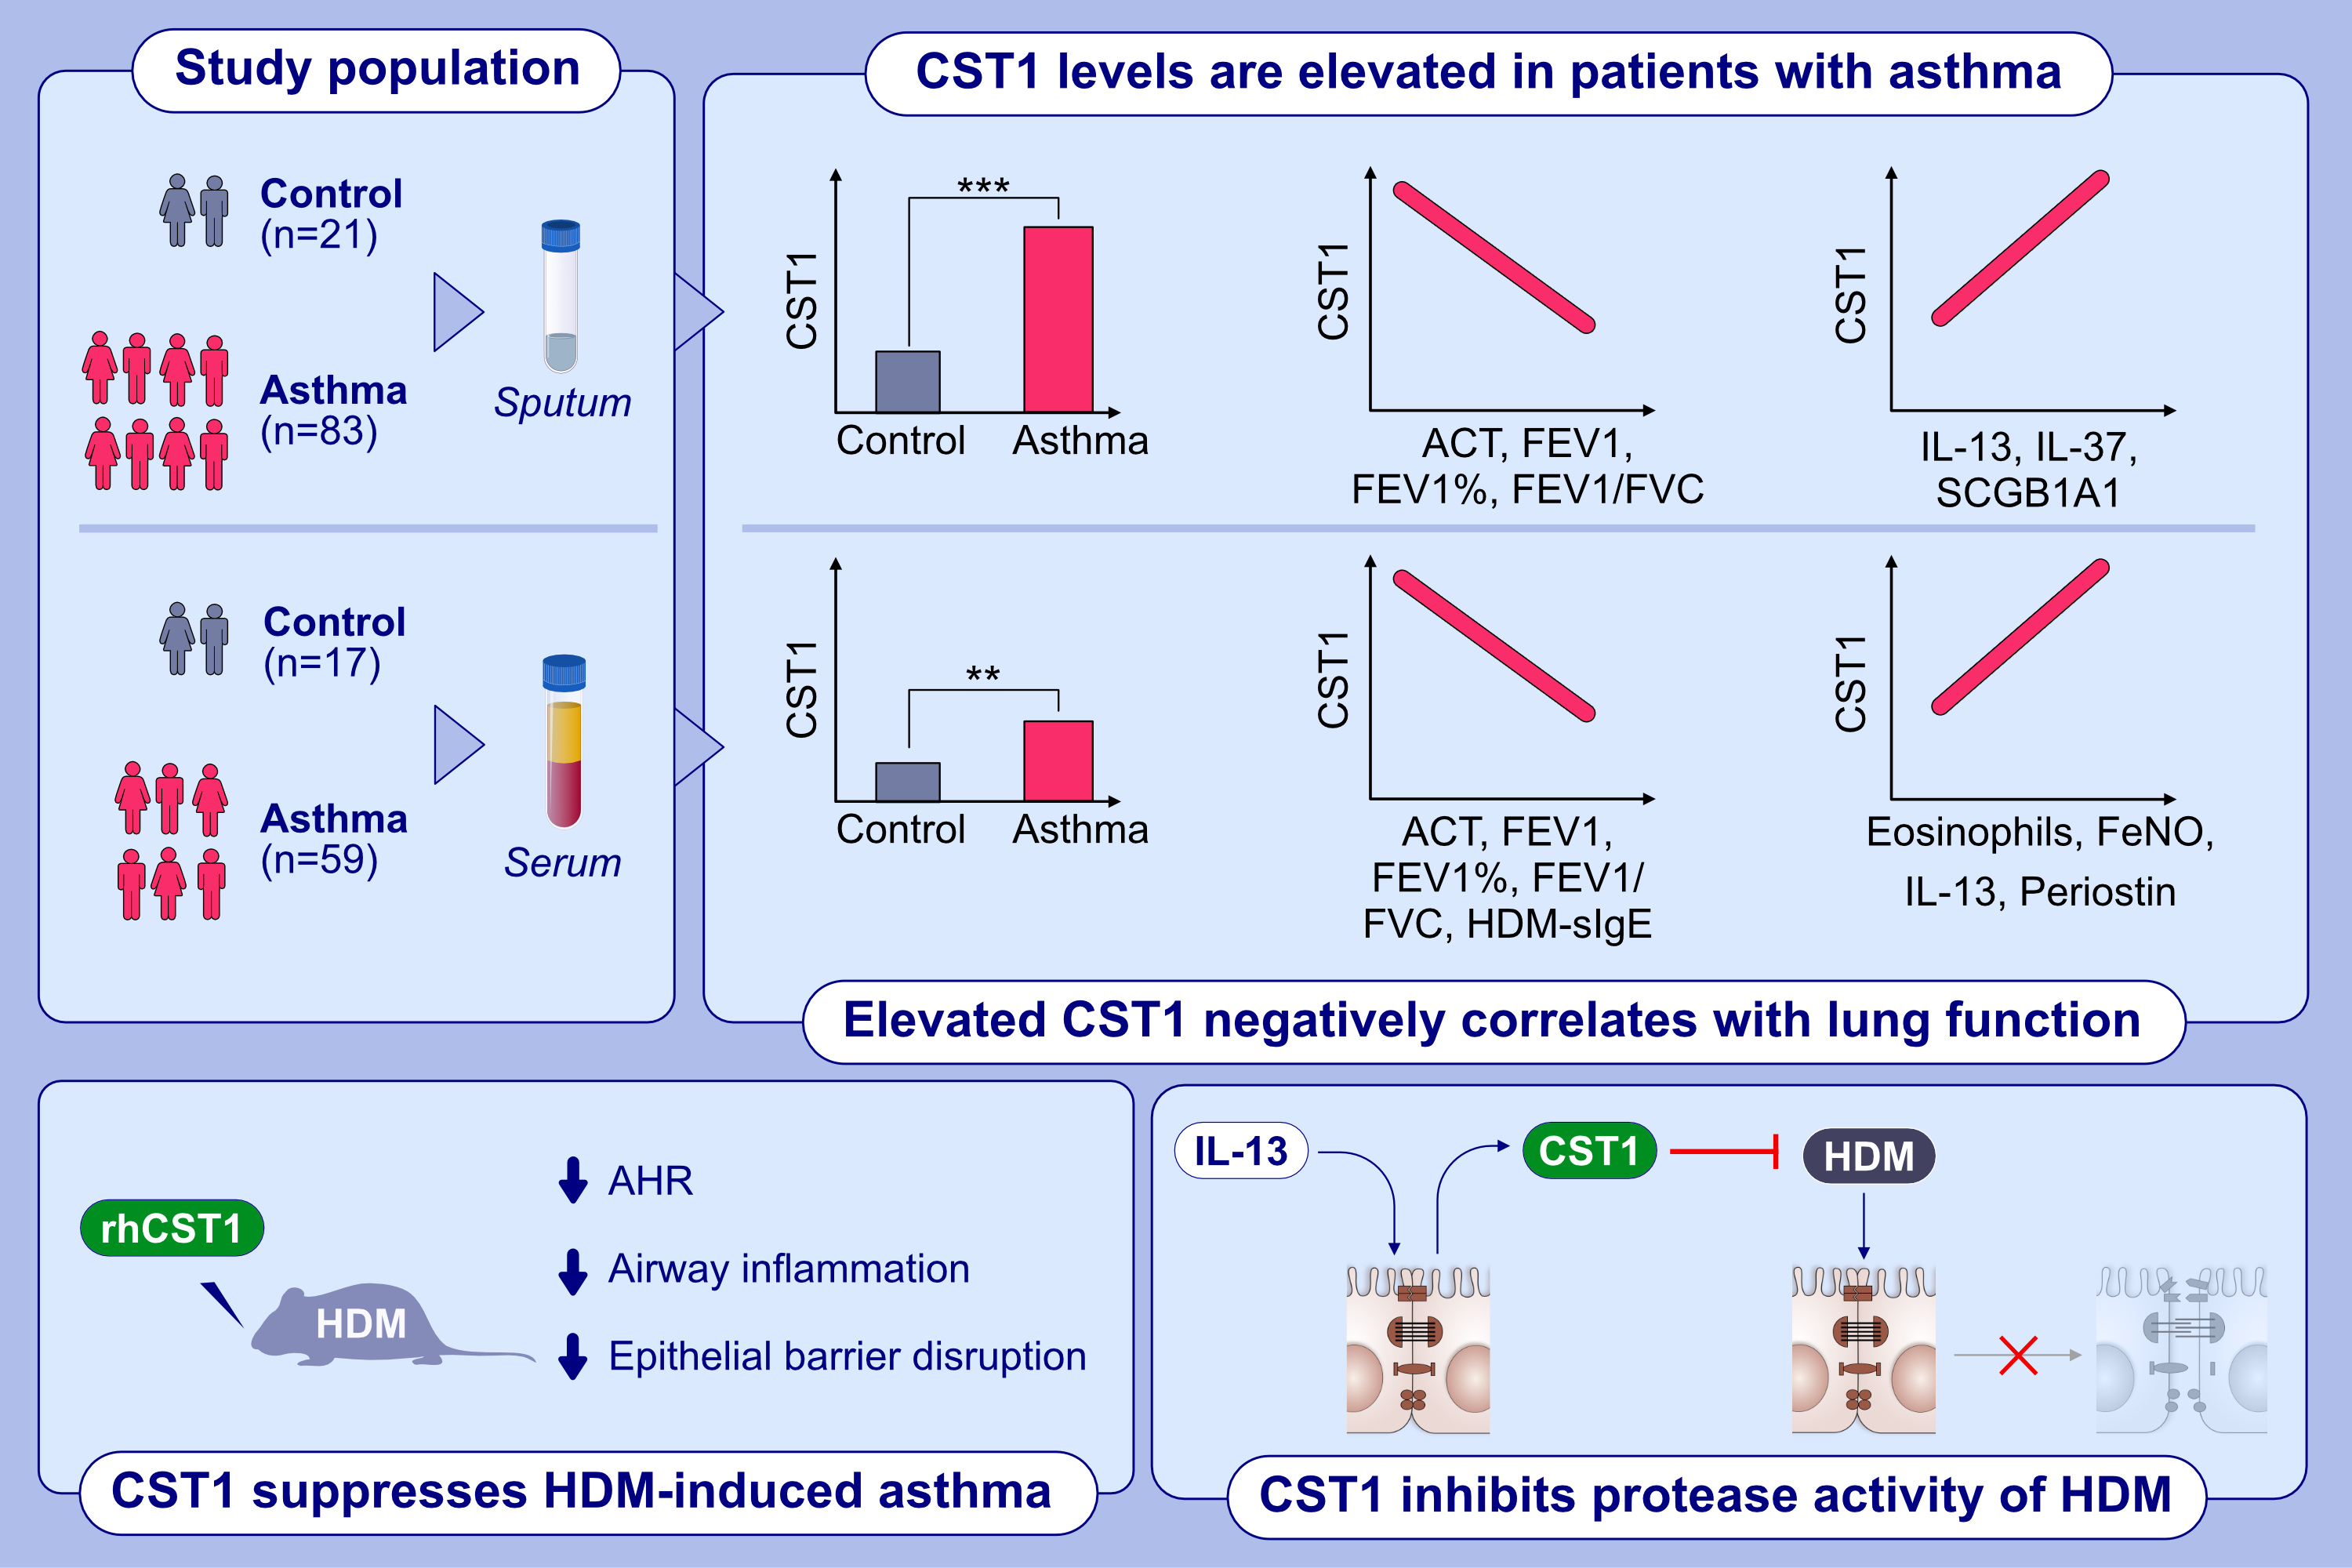 Study population
Control
(n=21)
Asthma
(n=83)
Sputum
Control
(n=17)
Asthma
(n=59)
Serum
CST1 levels are elevated in patients with asthma
CST1
***
Control Asthma
CST1
ACT, FEV1,
FEV1%, FEV1/FVC
CST1
IL-13, IL-37,
SCGB1A1
CST1
**
Control Asthma
CST1
ACT, FEV1,
FEV1%, FEV1/
FVC, HDM-sIgE
CST1
Eosinophils, FeNO,
IL-13, Periostin
Elevated CST1 negatively correlates with lung function
rhCST1
HDM
AHR
Airway inflammation
Epithelial barrier disruption
CST1 suppresses HDM-induced asthma
IL-13
CST1
HDM
CST1 inhibits protease activity of HDM